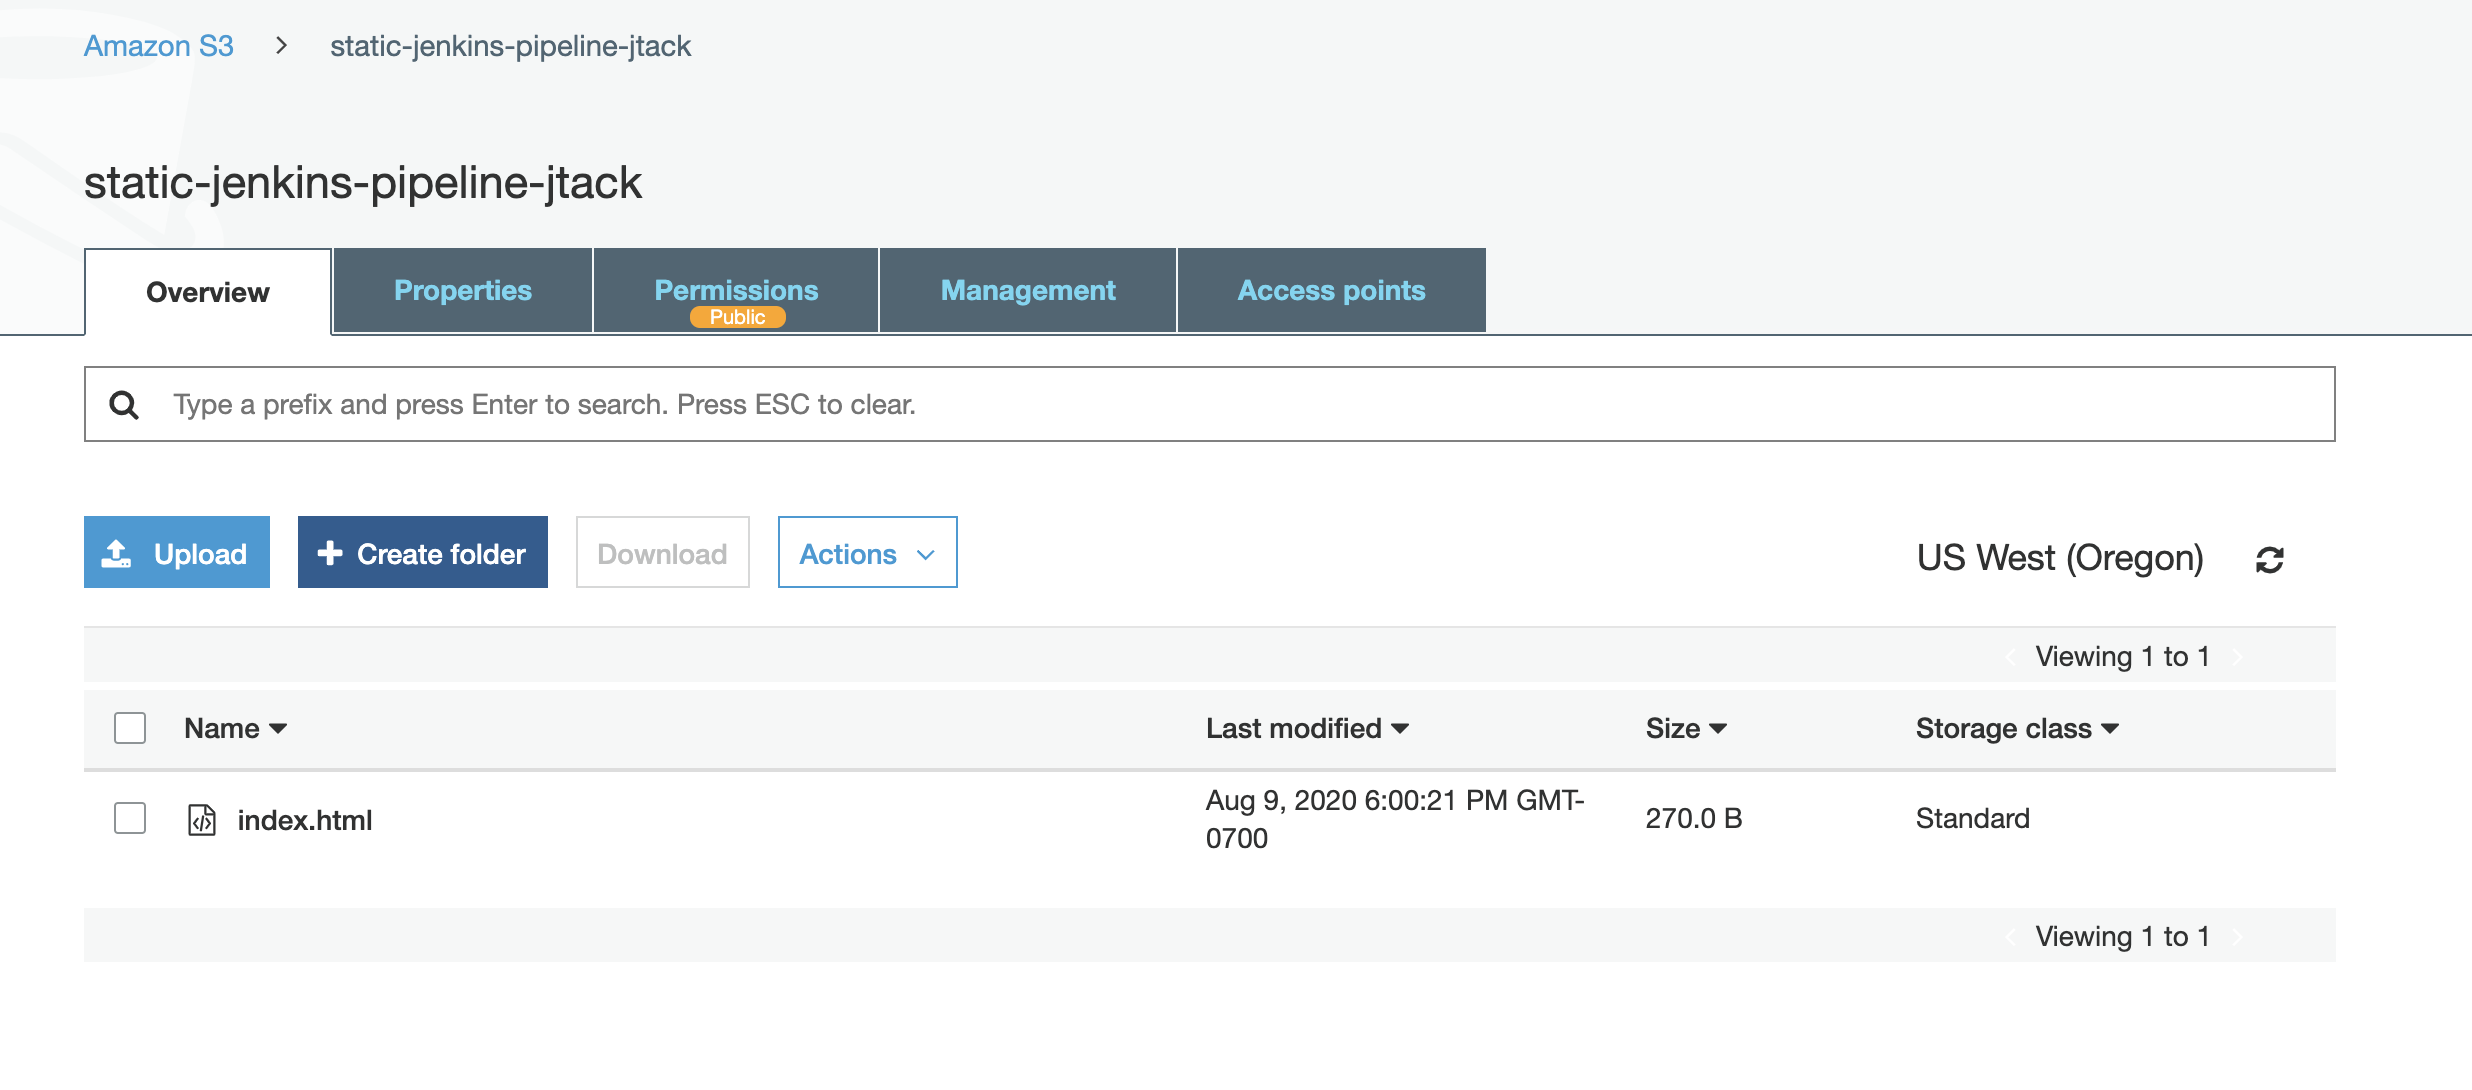 Amazon S3 > static-jenkins-pipeline-jtack
static-jenkins-pipeline-jtack
Overview Properties Permissions Management Access points
Public
Type a prefix and press Enter to search. Press ESC to clear.
Upload + Create folder Download Actions US West (Oregon)
Viewing 1 to 1
Name Last modified Size Storage class
index.html Aug 9, 2020 6:00:21 PM GMT- 270.0 B Standard
0700
Viewing 1 to 1